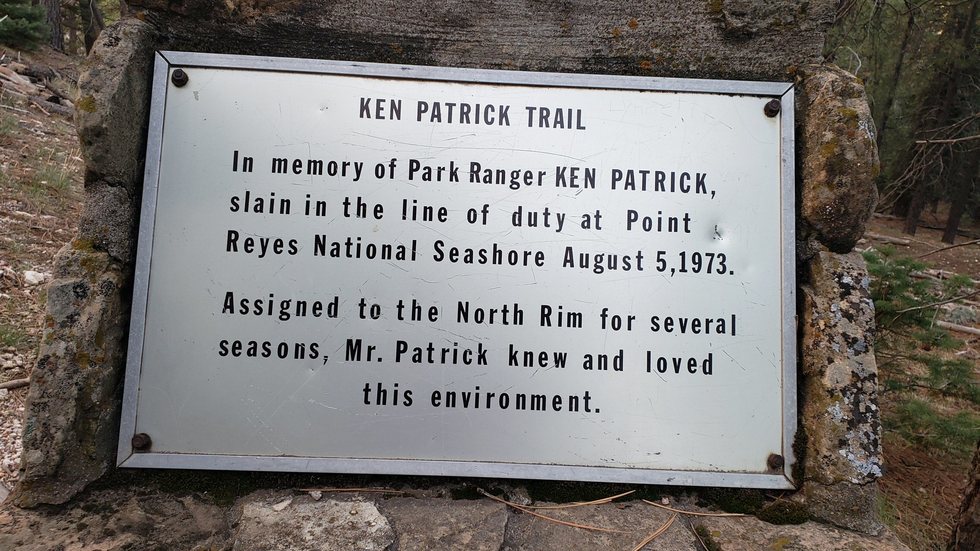 KEN PATRICK TRAIL
In memory of Park Ranger KEN PATRICK,
slain in the line of duty at Point
Reyes National Seashore August 5,1973.
Assigned to the North Rim for several
seasons, Mr. Patrick knew and loved
this environment.